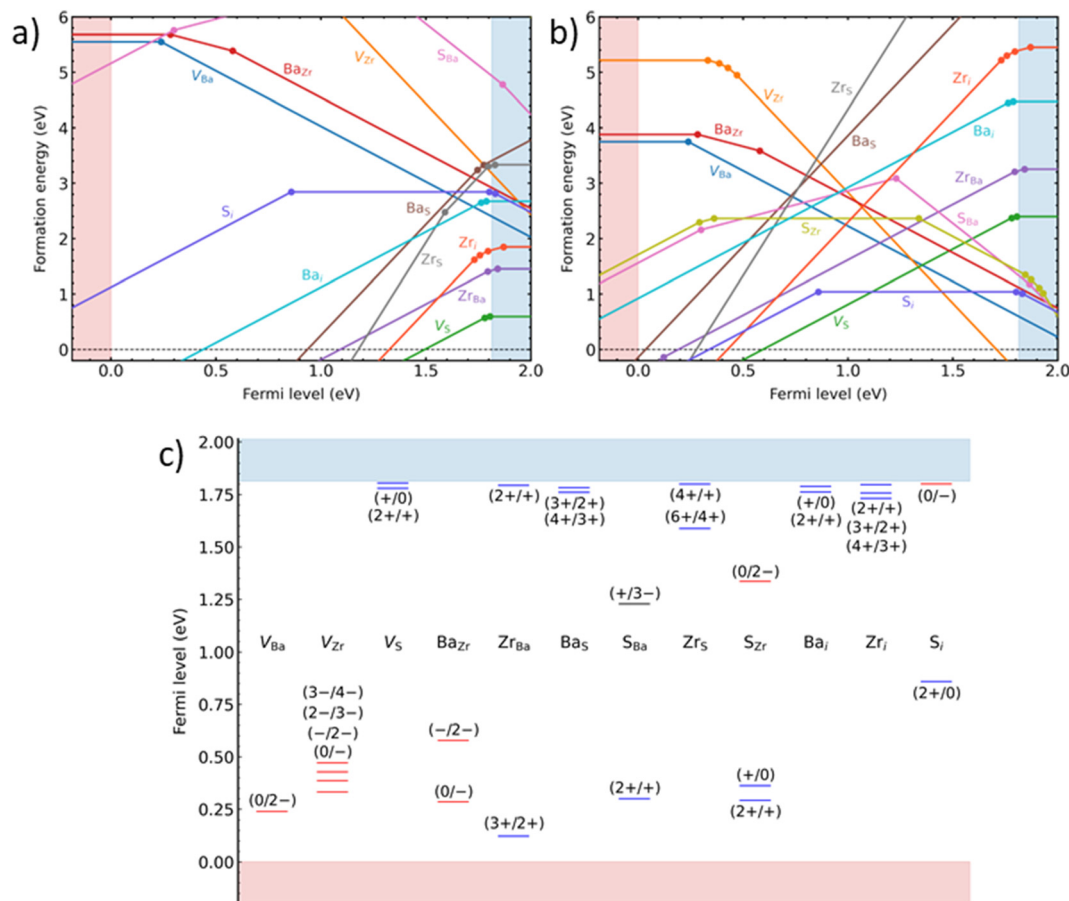 a)
6
5
4
3
2
1
0
Formation energy (eV)
0.0 0.5 1.0 1.5 2.0
Fermi level (eV)
V_Ba
Ba_Zr
V_Zr
S_Ba
S_i
Ba_S
Zr_S
Ba_i
Zr_i
Zr_Ba
V_S
b)
6
5
4
3
2
1
0
Formation energy (eV)
0.0 0.5 1.0 1.5 2.0
Fermi level (eV)
V_Zr
Ba_Zr
V_Ba
Zr_S
Ba_S
Zr_i
Ba_i
Zr_Ba
S_Ba
S_Zr
S_i
V_S
c)
2.00
1.75
1.50
1.25
1.00
0.75
0.50
0.25
0.00
Fermi level (eV)
V_Ba V_Zr V_S Ba_Zr Zr_Ba Ba_S S_Ba Zr_S S_Zr Ba_i Zr_i S_i
(0/2−)
(3−/4−)
(2−/3−)
(−/2−)
(0/−)
(+/0)
(2+/+)
(−/2−)
(0/−)
(2+/+)
(3+/2+)
(3+/2+)
(4+/3+)
(+/3−)
(2+/+)
(4+/+)
(6+/4+)
(0/2−)
(+/0)
(2+/+)
(+/0)
(2+/+)
(2+/+)
(3+/2+)
(4+/3+)
(0/−)
(2+/0)